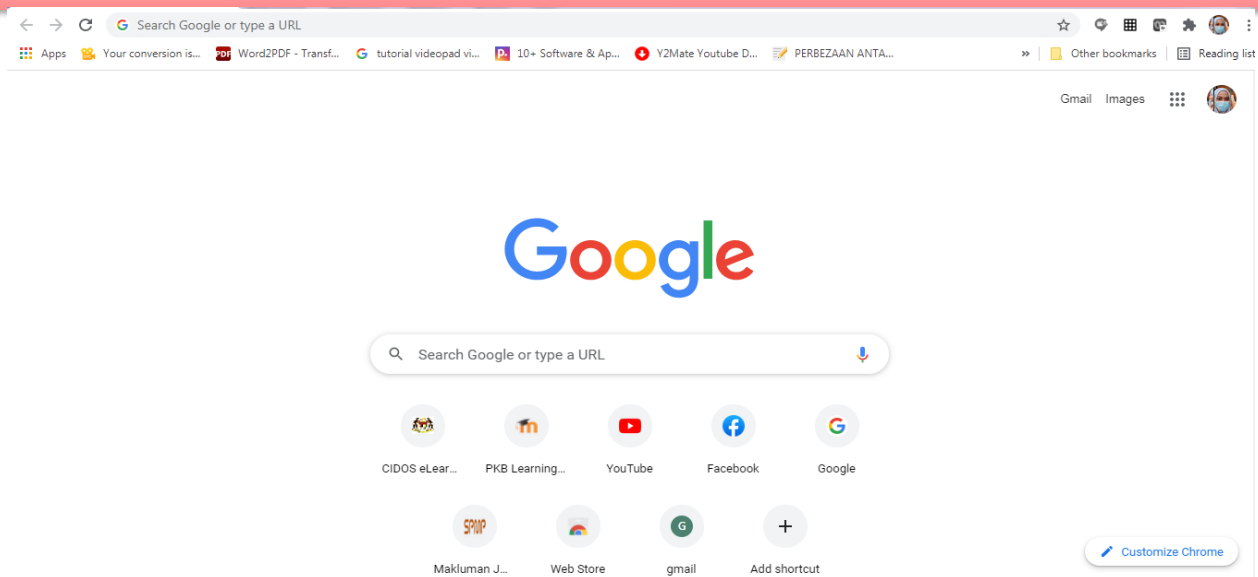 Search Google or type a URL
Apps Your conversion is... PDF Word2PDF - Transf... tutorial videopad vi... 10+ Software & Ap... Y2Mate Youtube D... PERBEZAAN ANTA... » Other bookmarks Reading list
Gmail Images
Google
Search Google or type a URL
CIDOS eLear... PKB Learning... YouTube Facebook Google
SPMP G
Makluman J... Web Store gmail Add shortcut
Customize Chrome